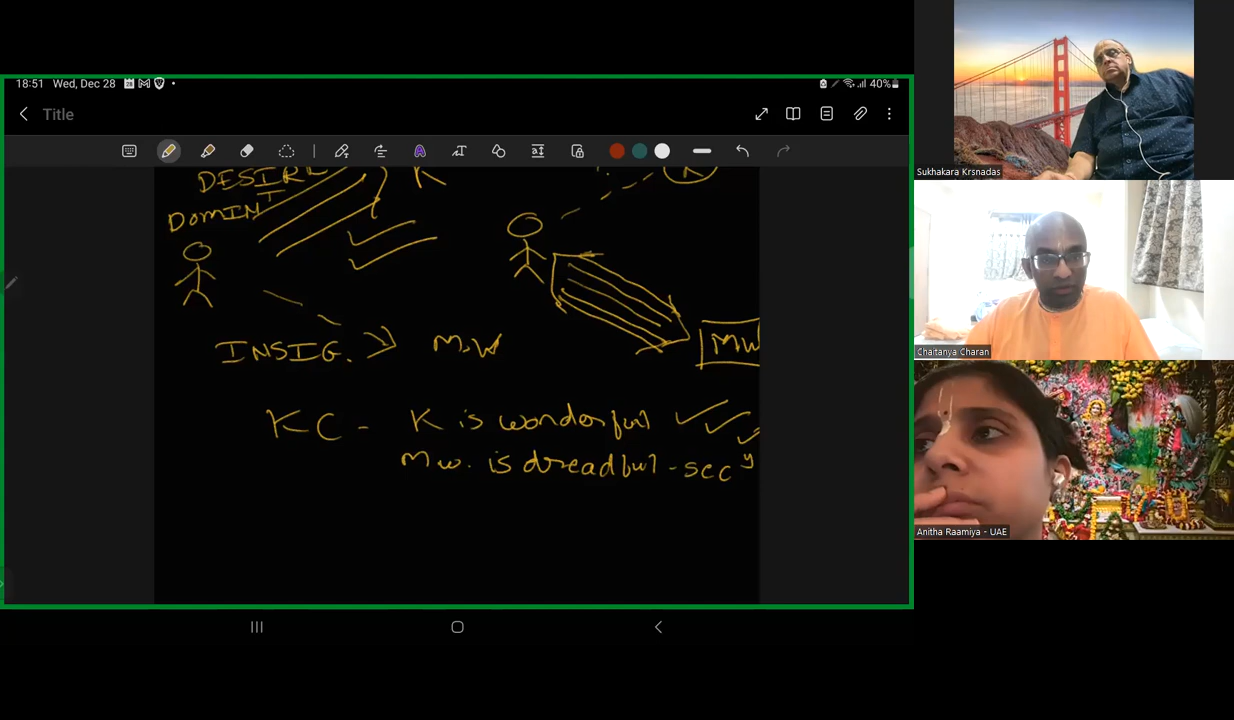 18:51 Wed, Dec 28
40%
Title
DESIRE
K
DOMINT
K
INSIG.
M.W
MW
KC - K is wonderful
M w. is dreadful - sec y
Sukhakara Krsnadas
Chaitanya Charan
Anitha Raamiya - UAE